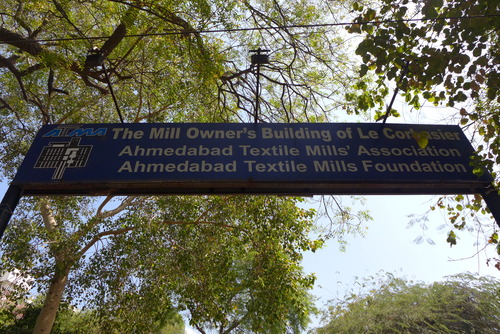 ATMA The Mill Owner's Building of Le Corbusier
Ahmedabad Textile Mills' Association
Ahmedabad Textile Mills Foundation